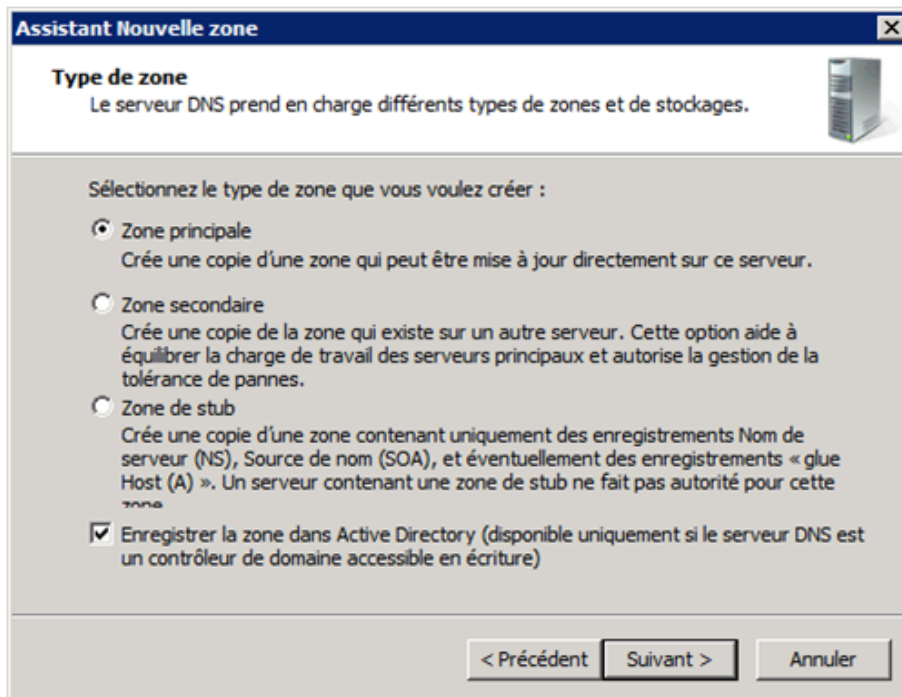 Assistant Nouvelle zone
Type de zone
Le serveur DNS prend en charge différents types de zones et de stockages.
Sélectionnez le type de zone que vous voulez créer :
Zone principale
Crée une copie d'une zone qui peut être mise à jour directement sur ce serveur.
Zone secondaire
Crée une copie de la zone qui existe sur un autre serveur. Cette option aide à
équilibrer la charge de travail des serveurs principaux et autorise la gestion de la
tolérance de pannes.
Zone de stub
Crée une copie d'une zone contenant uniquement des enregistrements Nom de
serveur (NS), Source de nom (SOA), et éventuellement des enregistrements « glue
Host (A) ». Un serveur contenant une zone de stub ne fait pas autorité pour cette
zone.
Enregistrer la zone dans Active Directory (disponible uniquement si le serveur DNS est
un contrôleur de domaine accessible en écriture)
< Précédent
Suivant >
Annuler